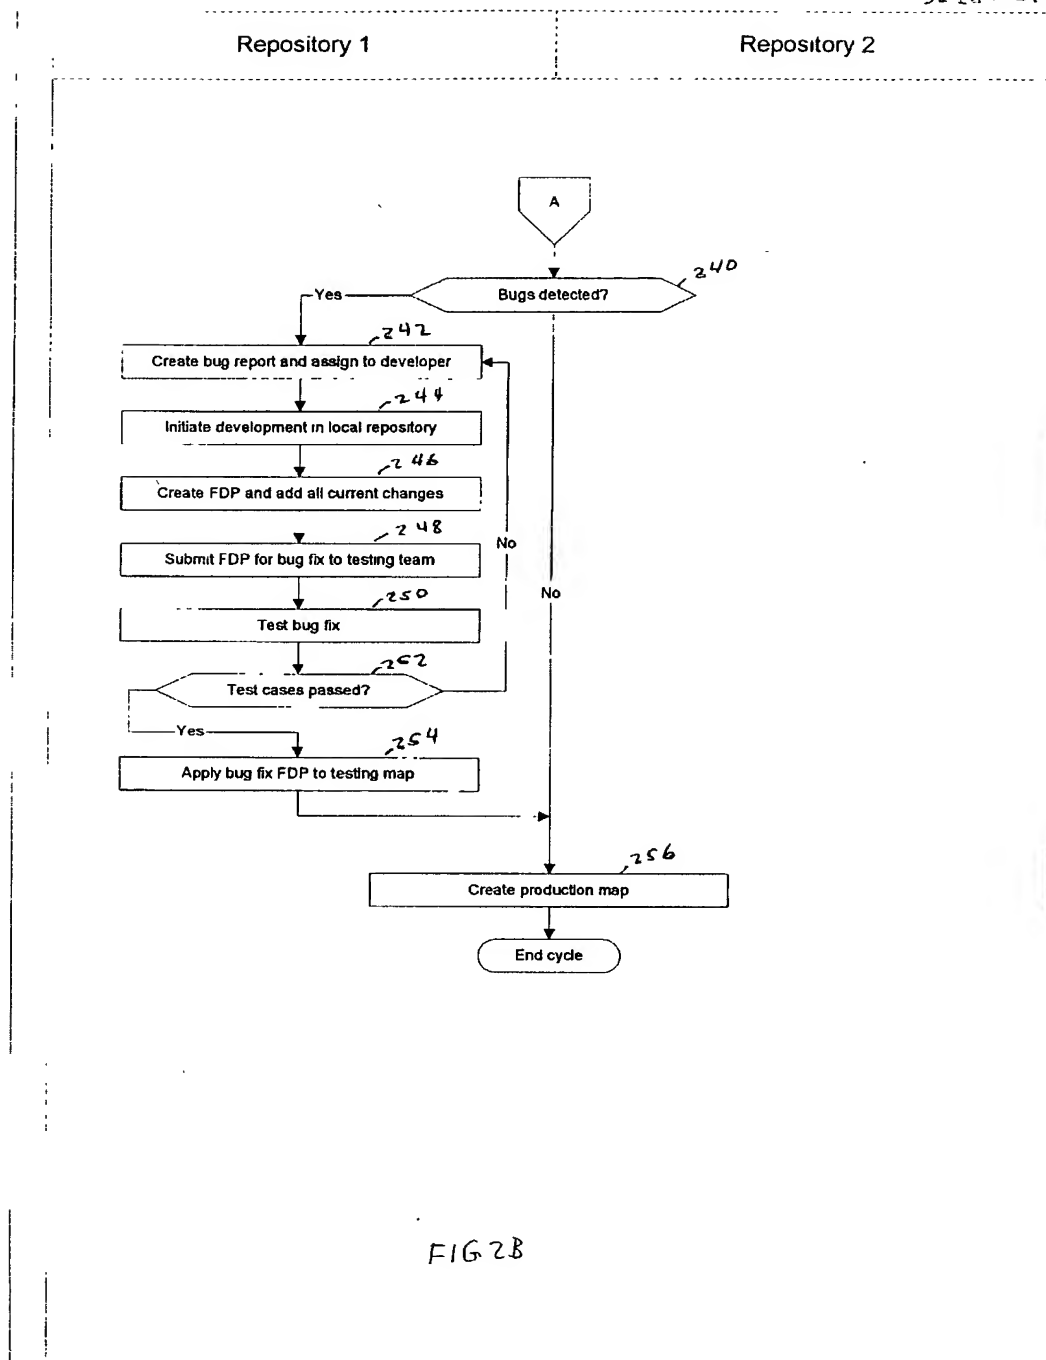 Repository 1
Repository 2
A
240
Bugs detected?
Yes
242
Create bug report and assign to developer
244
Initiate development in local repository
246
Create FDP and add all current changes
248
No
Submit FDP for bug fix to testing team
250
No
Test bug fix
252
Test cases passed?
Yes
254
Apply bug fix FDP to testing map
256
Create production map
End cycle
FIG 2B